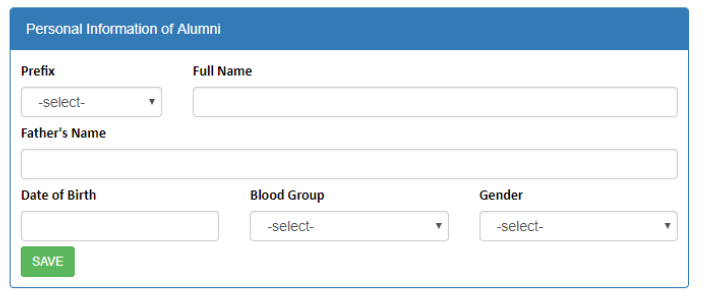 Personal Information of Alumni
Prefix Full Name
-select-
Father's Name
Date of Birth Blood Group Gender
-select- -select-
SAVE